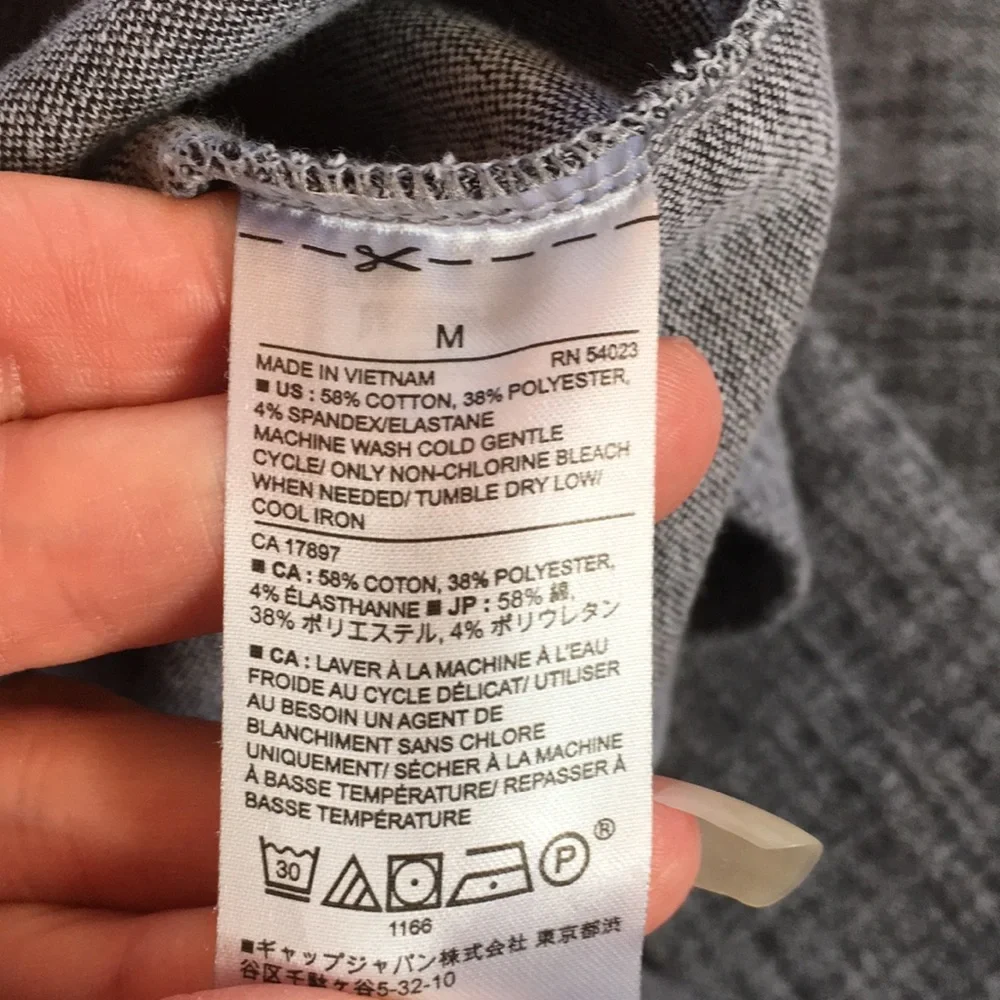 M
RN 54023
MADE IN VIETNAM
■ US : 58% COTTON, 38% POLYESTER,
4% SPANDEX/ELASTANE
MACHINE WASH COLD GENTLE
CYCLE/ ONLY NON-CHLORINE BLEACH
WHEN NEEDED/ TUMBLE DRY LOW/
COOL IRON
CA 17897
■ CA : 58% COTON, 38% POLYESTER,
4% ÉLASTHANNE ■ JP : 58% 綿,
38% ポリエステル, 4% ポリウレタン
■ CA : LAVER À LA MACHINE À L'EAU
FROIDE AU CYCLE DÉLICAT/ UTILISER
AU BESOIN UN AGENT DE
BLANCHIMENT SANS CHLORE
UNIQUEMENT/ SÉCHER À LA MACHINE
À BASSE TEMPÉRATURE/ REPASSER À
BASSE TEMPÉRATURE
30 P ®
1166
■ギャップジャパン株式会社 東京都渋
谷区千駄ヶ谷5-32-10